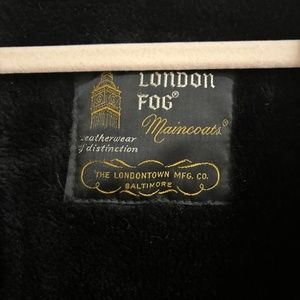 LONDON
FOG®
Maincoats®
weatherwear
of distinction
THE LONDONTOWN MFG. CO.
BALTIMORE